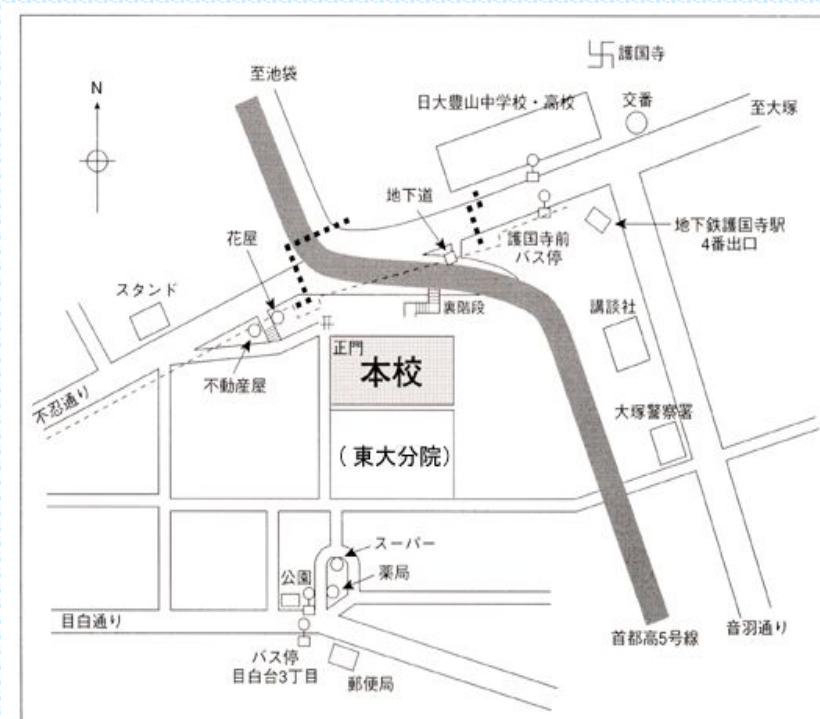 護国寺
至池袋
N
日大豊山中学校・高校
交番
至大塚
地下道
花屋
護国寺前
バス停
地下鉄護国寺駅
4番出口
スタンド
裏階段
講談社
正門
本校
不動産屋
不忍通り
大塚警察署
（東大分院）
スーパー
公園
薬局
目白通り
首都高5号線
音羽通り
バス停
目白台3丁目
郵便局